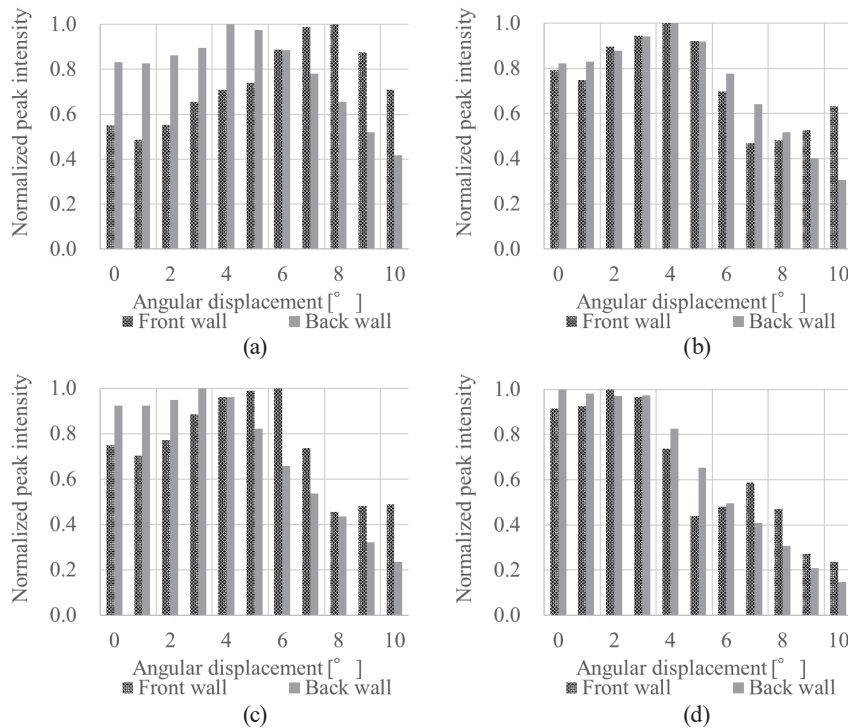 Normalized peak intensity
1.0
0.8
0.6
0.4
0.2
0.0
0 2 4 6 8 10
Angular displacement [° ]
Front wall Back wall
(a)
Normalized peak intensity
1.0
0.8
0.6
0.4
0.2
0.0
0 2 4 6 8 10
Angular displacement [° ]
Front wall Back wall
(b)
Normalized peak intensity
1.0
0.8
0.6
0.4
0.2
0.0
0 2 4 6 8 10
Angular displacement [° ]
Front wall Back wall
(c)
Normalized peak intensity
1.0
0.8
0.6
0.4
0.2
0.0
0 2 4 6 8 10
Angular displacement [° ]
Front wall Back wall
(d)